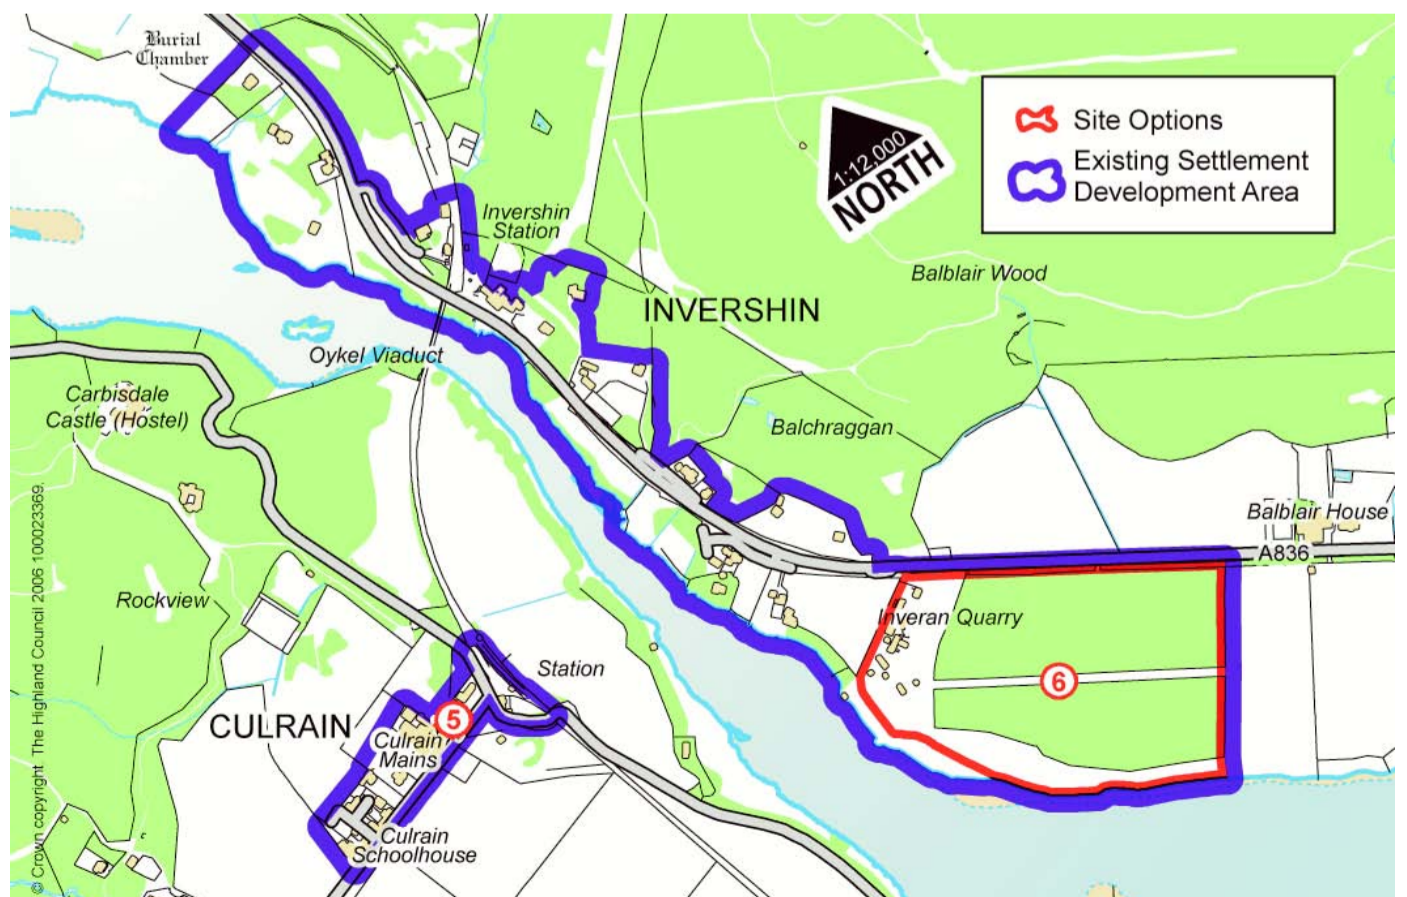 Burial
Chamber
Site Options
Existing Settlement
Development Area
1:12,000
NORTH
Invershin
Station
Balblair Wood
INVERSHIN
Oykel Viaduct
Carbisdale
Castle (Hostel)
Balchraggan
Balblair House
A836
Rockview
Inveran Quarry
Station
6
CULRAIN
5
Culrain
Mains
Culrain
Schoolhouse
© Crown copyright The Highland Council 2006 100023369.